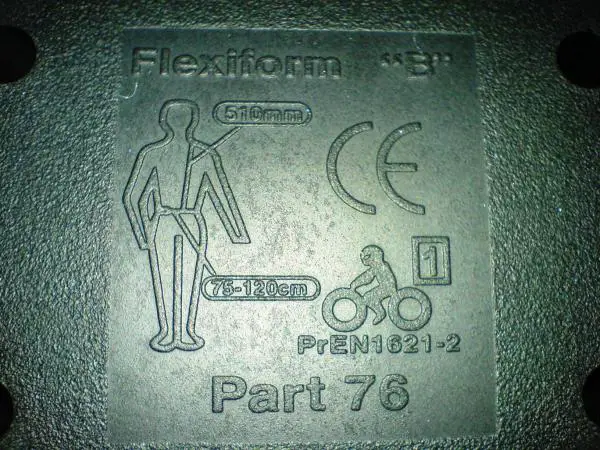 Flexiform "B"
510mm
CE
1
75-120cm
PrEN1621-2
Part 76